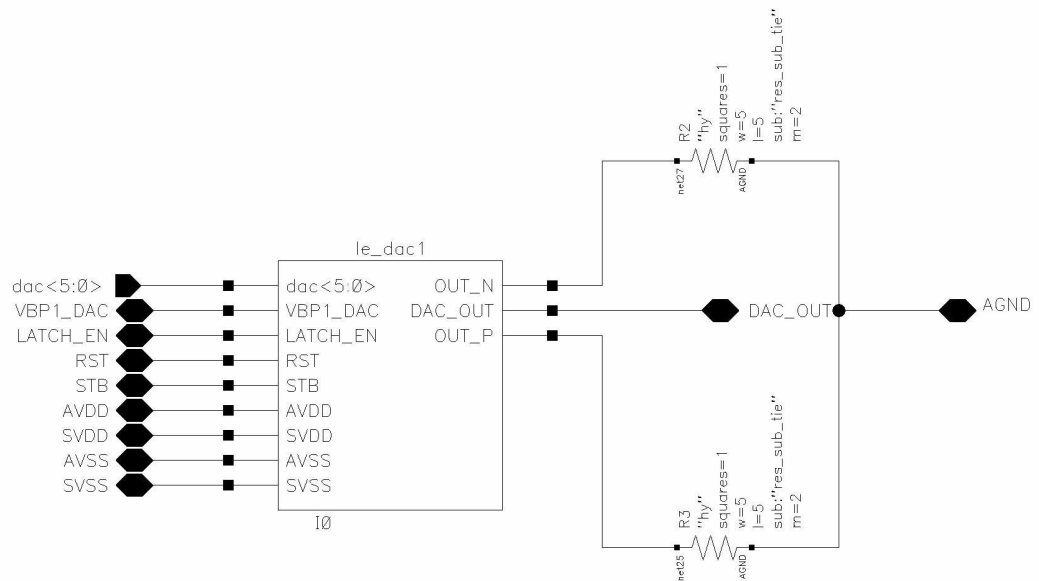 R2
"hy"
squares=1
w=5
l=5
sub:"res_sub_tie"
m=2
net27
AGND
le_dac1
dac<5:0>
dac<5:0>
OUT_N
VBP1_DAC
VBP1_DAC
DAC_OUT
DAC_OUT
AGND
LATCH_EN
LATCH_EN
OUT_P
RST
RST
STB
STB
AVDD
AVDD
SVDD
SVDD
AVSS
AVSS
SVSS
SVSS
I0
R3
"hy"
squares=1
w=5
l=5
sub:"res_sub_tie"
m=2
net25
AGND